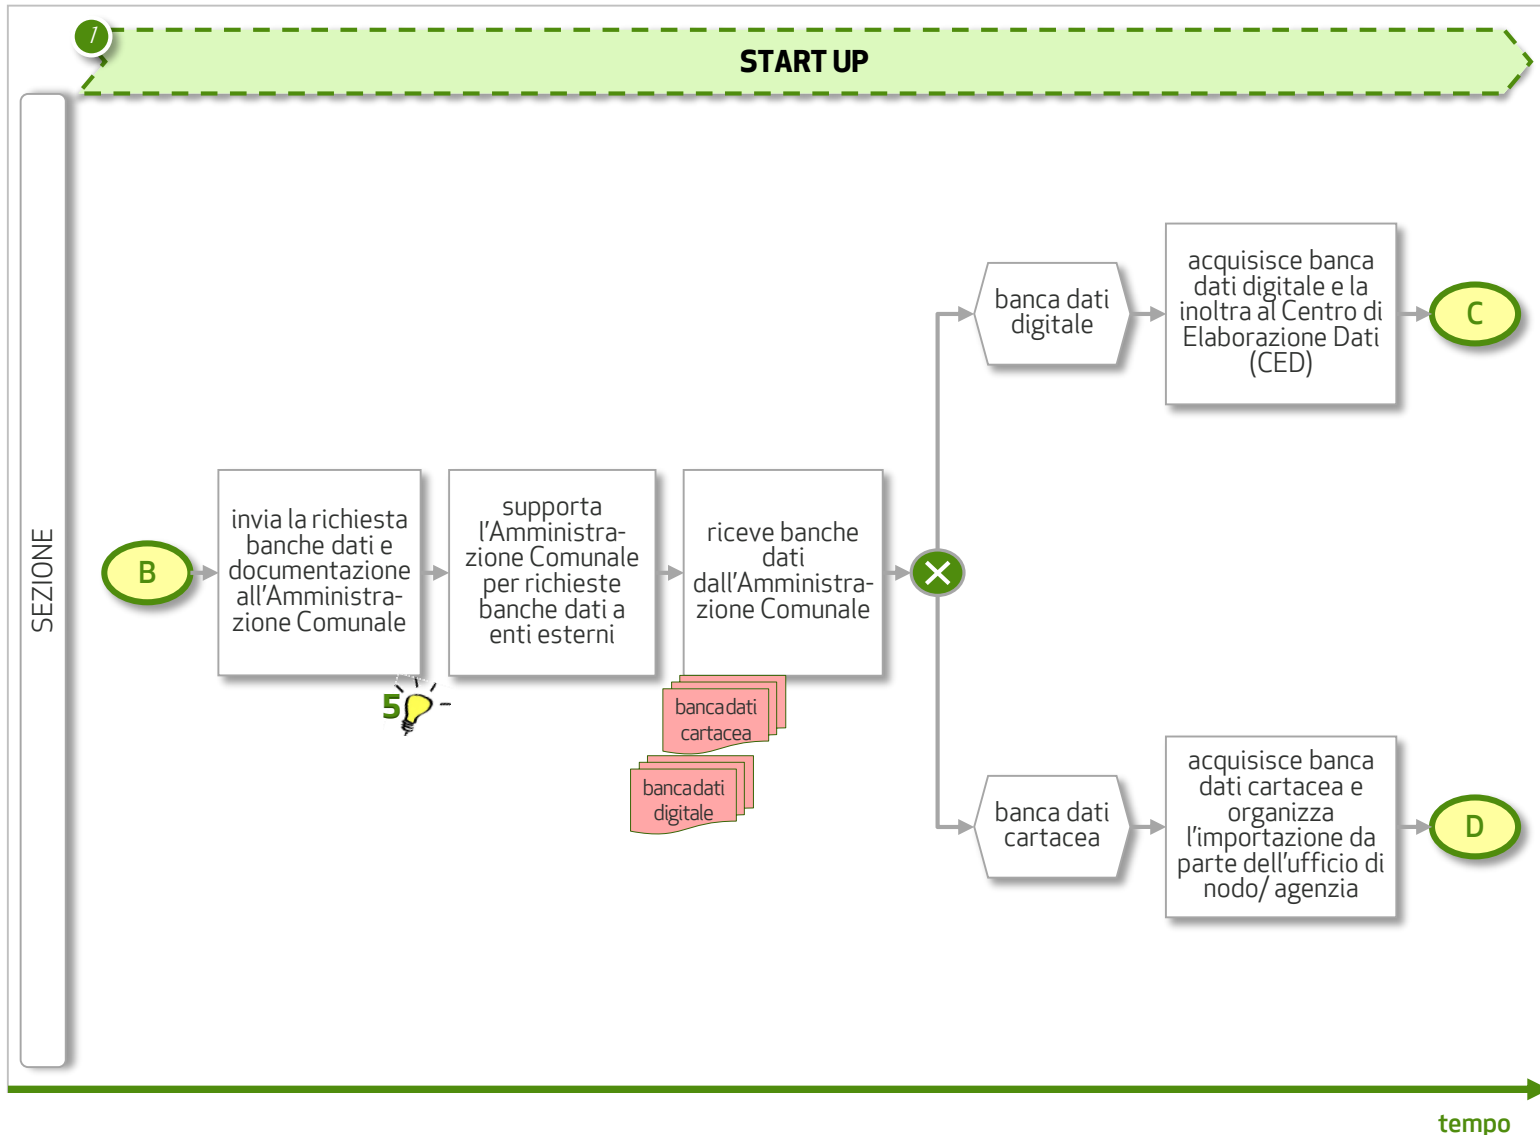 1
START UP
SEZIONE
B
invia la richiesta
banche dati e
documentazione
all'Amministra-
zione Comunale
5
supporta
l'Amministra-
zione Comunale
per richieste
banche dati a
enti esterni
riceve banche
dati
dall'Amministra-
zione Comunale
banca dati
cartacea
banca dati
digitale
banca dati
digitale
acquisisce banca
dati digitale e la
inoltra al Centro di
Elaborazione Dati
(CED)
C
banca dati
cartacea
acquisisce banca
dati cartacea e
organizza
l'importazione da
parte dell'ufficio di
nodo/ agenzia
D
tempo